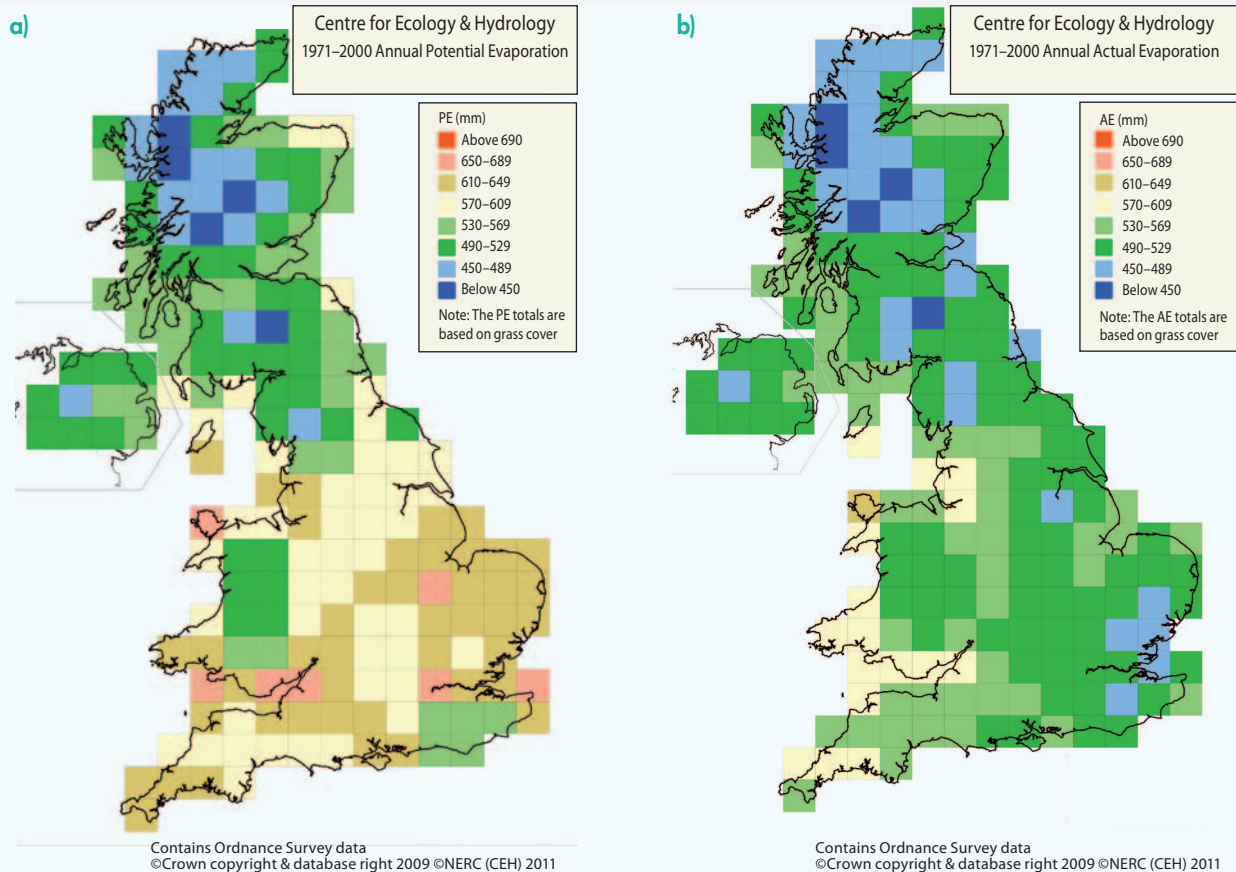 a)
Centre for Ecology & Hydrology
1971–2000 Annual Potential Evaporation
PE (mm)
Above 690
650–689
610–649
570–609
530–569
490–529
450–489
Below 450
Note: The PE totals are
based on grass cover
Contains Ordnance Survey data
©Crown copyright & database right 2009 ©NERC (CEH) 2011
b)
Centre for Ecology & Hydrology
1971–2000 Annual Actual Evaporation
AE (mm)
Above 690
650–689
610–649
570–609
530–569
490–529
450–489
Below 450
Note: The AE totals are
based on grass cover
Contains Ordnance Survey data
©Crown copyright & database right 2009 ©NERC (CEH) 2011